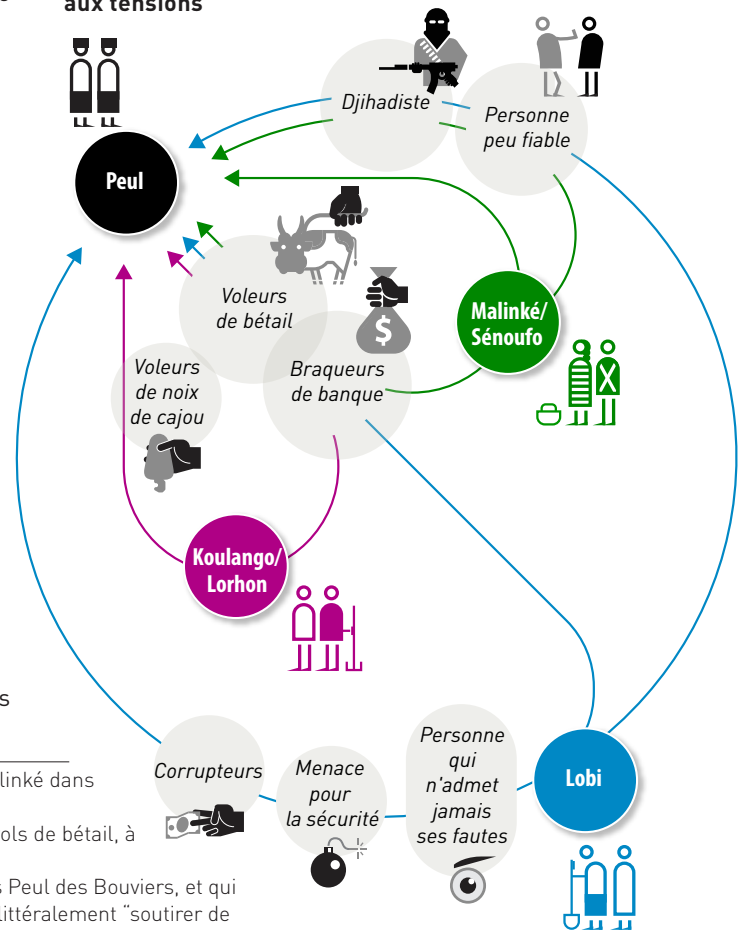 aux tensions
Djihadiste
Personne
peu fiable
Peul
Voleurs
de bétail
$
Malinké/
Sénoufo
Voleurs
de noix
de cajou
Braqueurs
de banque
Koulango/
Lorhon
Corrupteurs
Menace
pour
la sécurité
Personne
qui
n'admet
jamais
ses fautes
Lobi
s
linké dans
ols de bétail, à
s Peul des Bouviers, et qui
littéralement “soutirer de